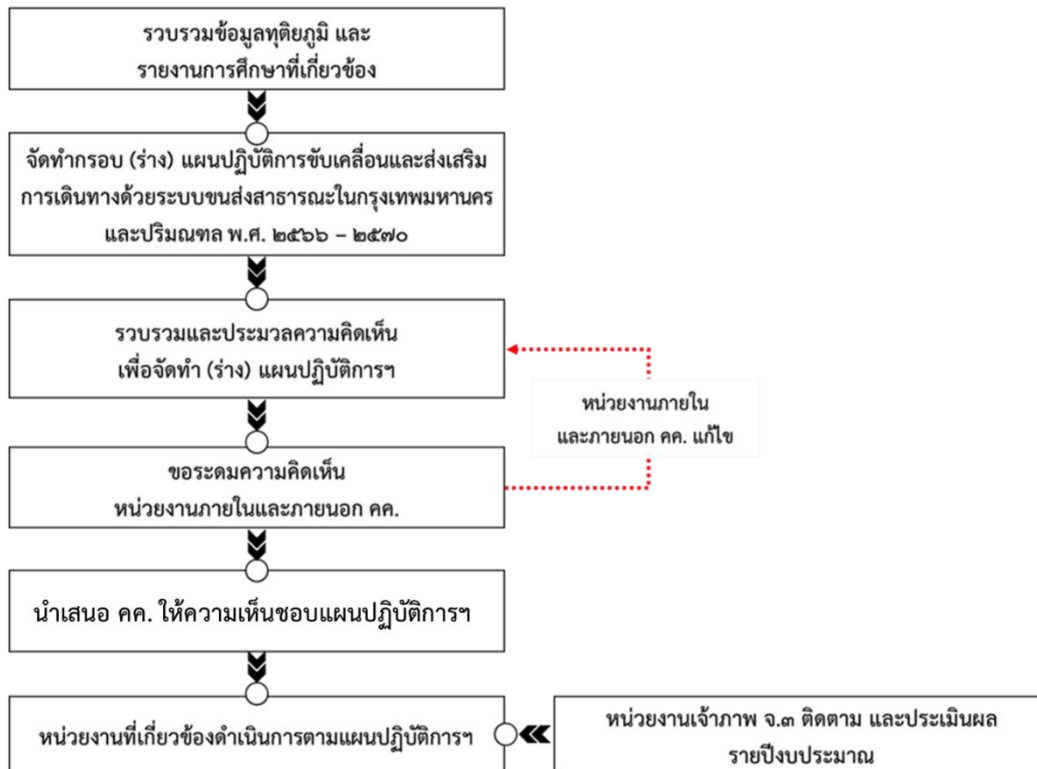 รวบรวมข้อมูลทุติยภูมิ และ
รายงานการศึกษาที่เกี่ยวข้อง
จัดทำกรอบ (ร่าง) แผนปฏิบัติการขับเคลื่อนและส่งเสริม
การเดินทางด้วยระบบขนส่งสาธารณะในกรุงเทพมหานคร
และปริมณฑล พ.ศ. ๒๕๖๖ – ๒๕๗๐
รวบรวมและประมวลความคิดเห็น
เพื่อจัดทำ (ร่าง) แผนปฏิบัติการฯ
หน่วยงานภายใน
และภายนอก คค. แก้ไข
ขอระดมความคิดเห็น
หน่วยงานภายในและภายนอก คค.
นำเสนอ คค. ให้ความเห็นชอบแผนปฏิบัติการฯ
หน่วยงานที่เกี่ยวข้องดำเนินการตามแผนปฏิบัติการฯ
หน่วยงานเจ้าภาพ จ.๓ ติดตาม และประเมินผล
รายปีงบประมาณ